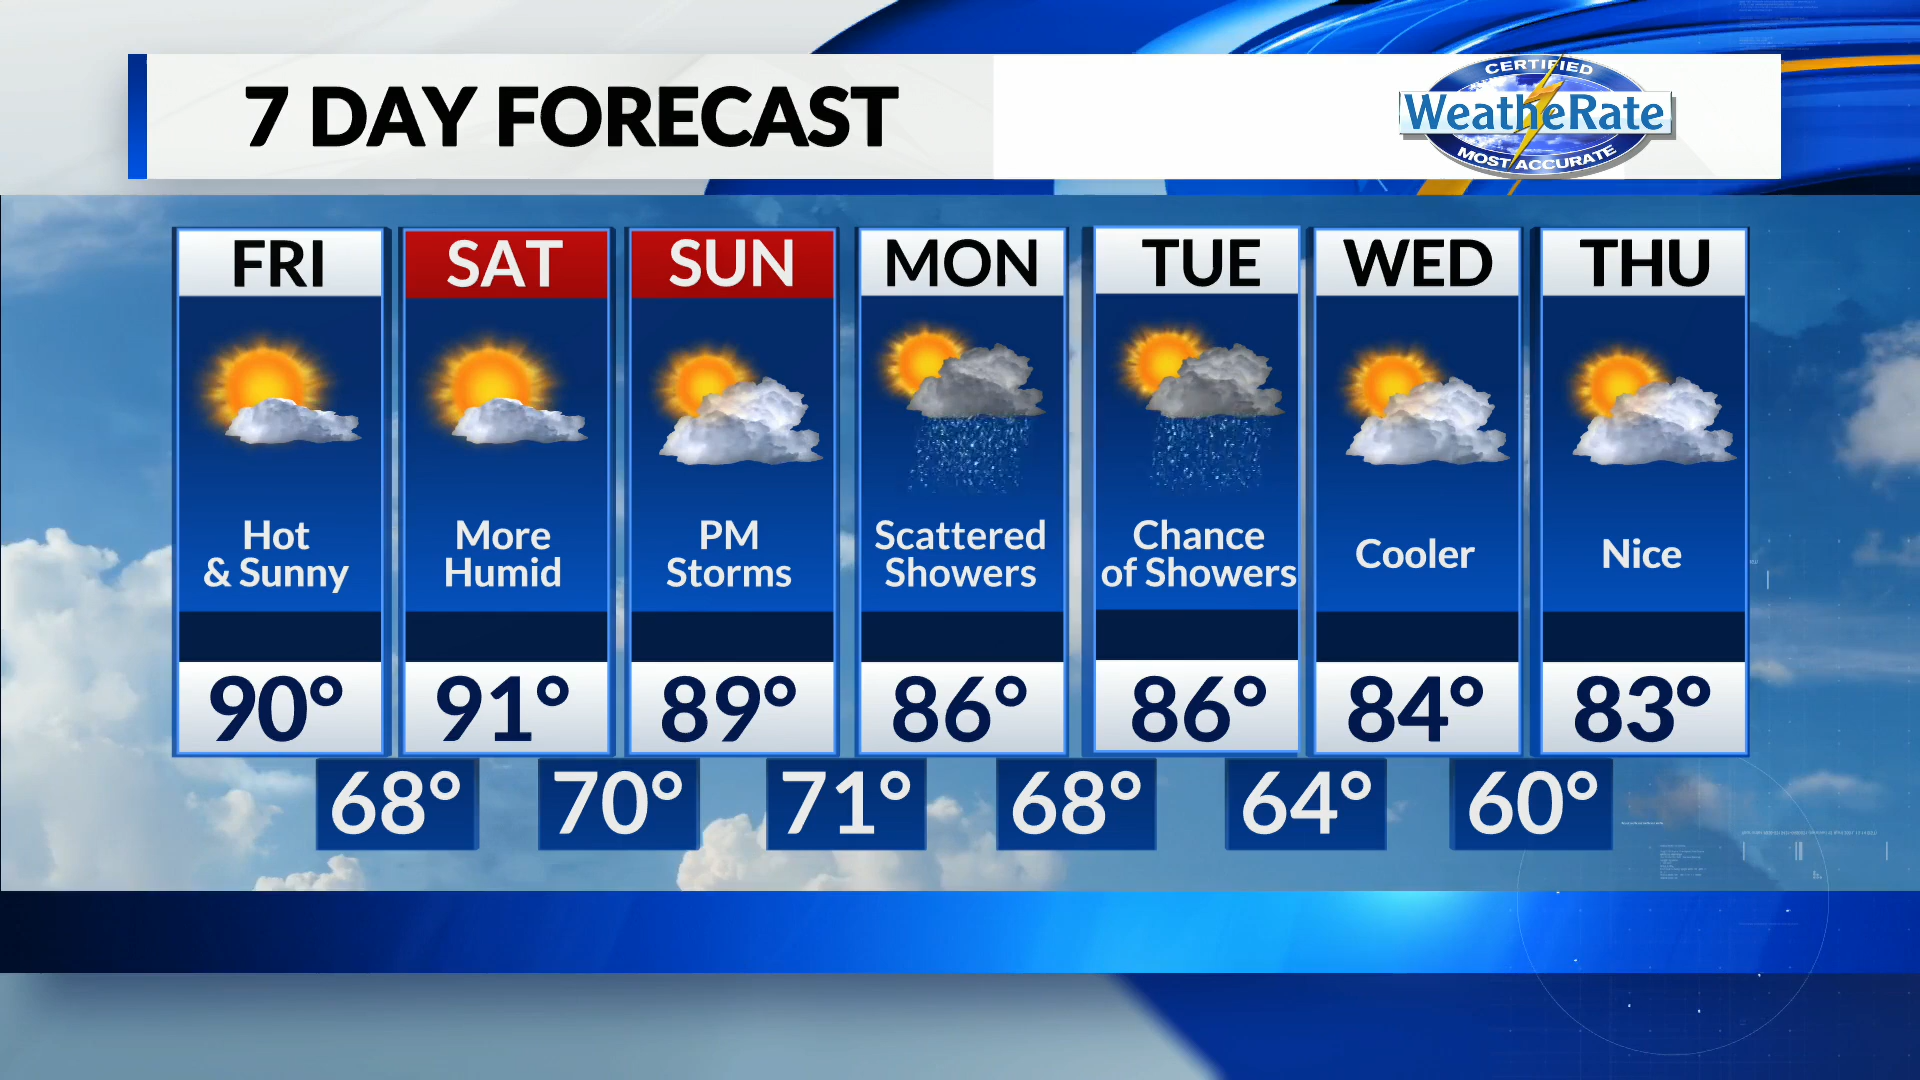 7 DAY FORECAST
CERTIFIED
WeatheRate
MOST ACCURATE
FRI
SAT
SUN
MON
TUE
WED
THU
Hot
& Sunny
More
Humid
PM
Storms
Scattered
Showers
Chance
of Showers
Cooler
Nice
90°
91°
89°
86°
86°
84°
83°
68°
70°
71°
68°
64°
60°